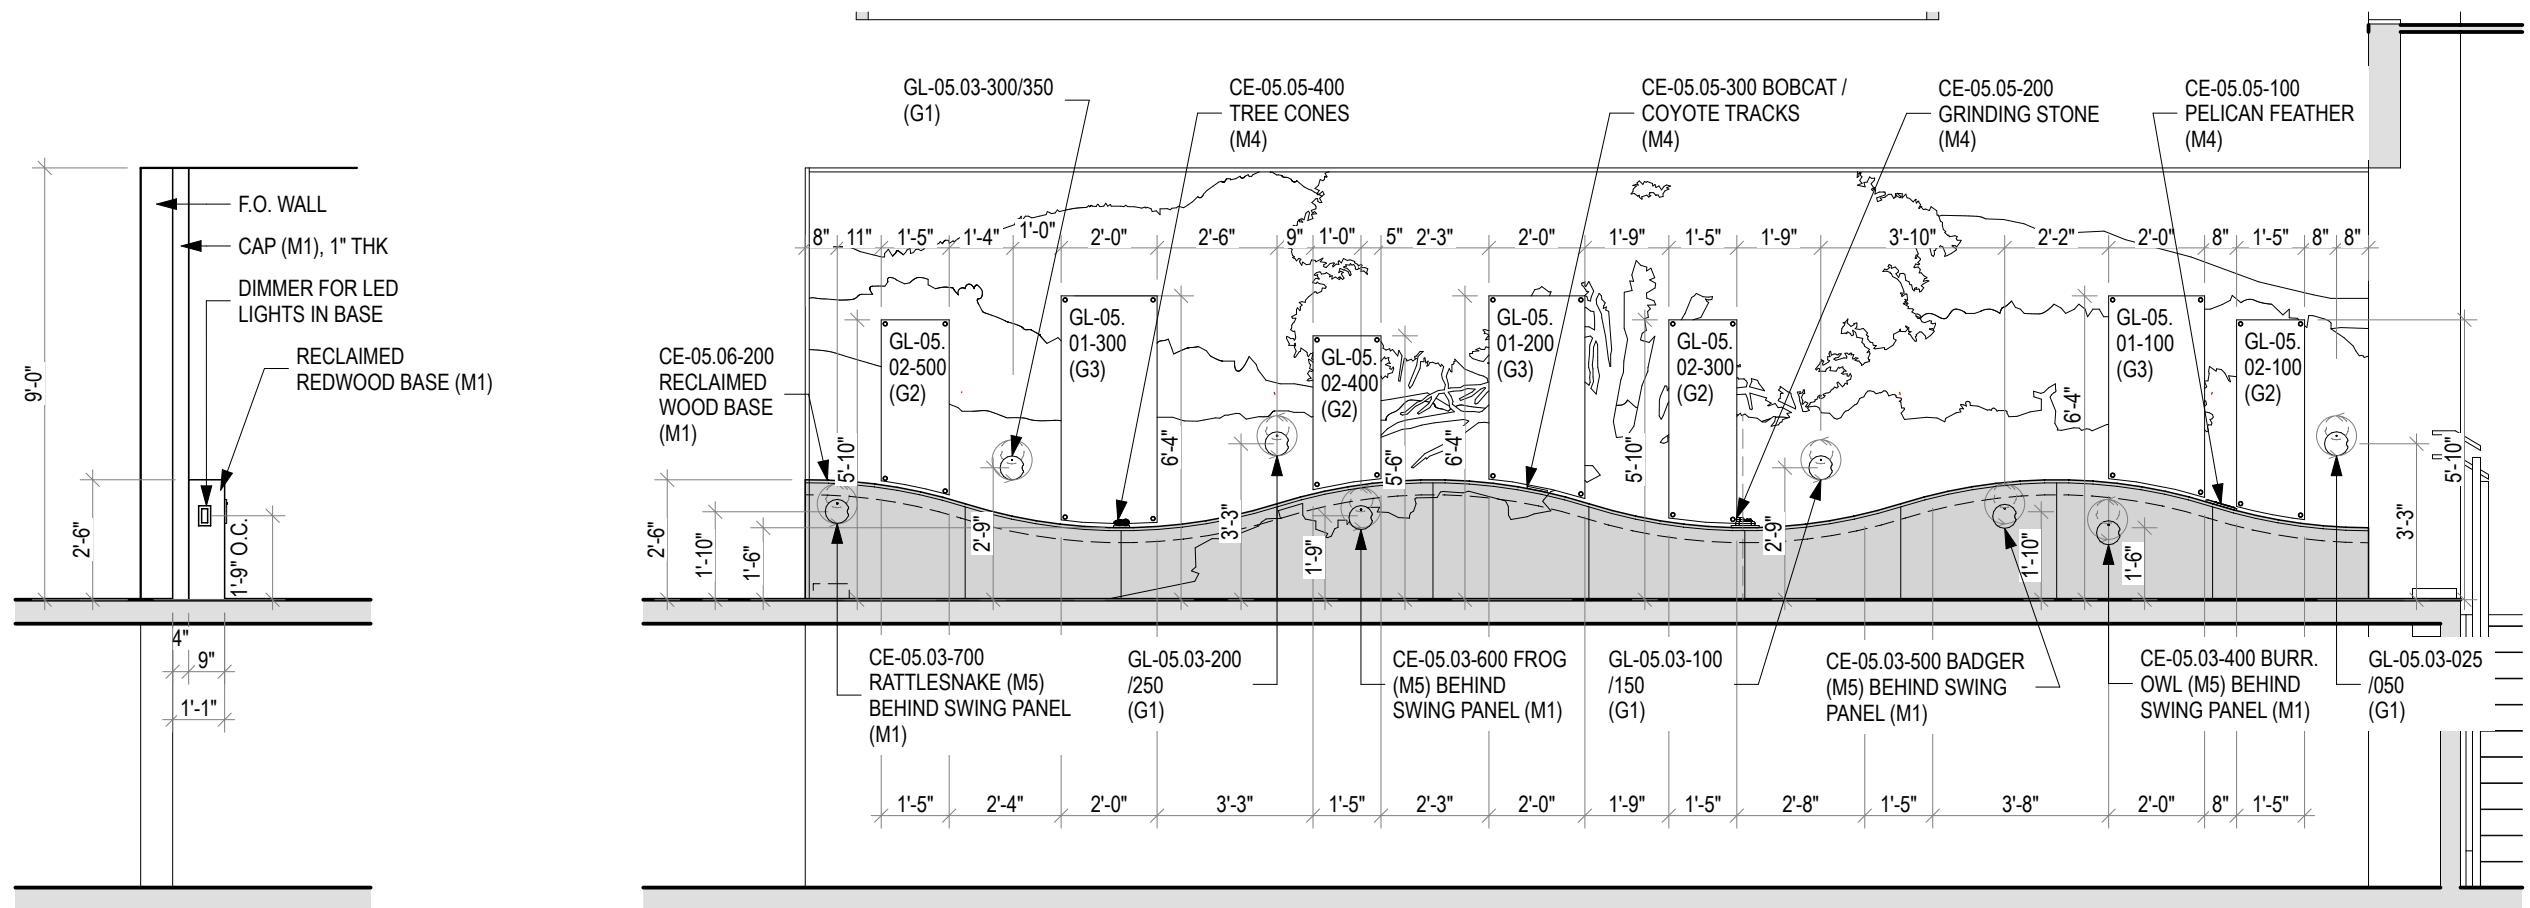 GL-05.03-300/350
(G1)
CE-05.05-400
TREE CONES
(M4)
CE-05.05-300 BOBCAT /
COYOTE TRACKS
(M4)
CE-05.05-200
GRINDING STONE
(M4)
CE-05.05-100
PELICAN FEATHER
(M4)
F.O. WALL
CAP (M1), 1" THK
DIMMER FOR LED
LIGHTS IN BASE
RECLAIMED
REDWOOD BASE (M1)
9'-0"
2'-6"
1'-9" O.C.
4"
9"
1'-1"
8" 11" 1'-5" 1'-4" 1'-0" 2'-0" 2'-6" 9" 1'-0" 5" 2'-3" 2'-0" 1'-9" 1'-5" 1'-9" 3'-10" 2'-2" 2'-0" 8" 1'-5" 8" 8"
CE-05.06-200
RECLAIMED
WOOD BASE
(M1)
GL-05.
02-500
(G2)
GL-05.
01-300
(G3)
GL-05.
02-400
(G2)
GL-05.
01-200
(G3)
GL-05.
02-300
(G2)
GL-05.
01-100
(G3)
GL-05.
02-100
(G2)
2'-6"
1'-10"
1'-6"
5'-10"
2'-9"
6'-4"
3'-3"
1'-9"
5'-6"
6'-4"
5'-10"
2'-9"
1'-10"
6'-4"
1'-6"
3'-3"
5'-10"
CE-05.03-700
RATTLESNAKE (M5)
BEHIND SWING PANEL
(M1)
GL-05.03-200
/250
(G1)
CE-05.03-600 FROG
(M5) BEHIND
SWING PANEL (M1)
GL-05.03-100
/150
(G1)
CE-05.03-500 BADGER
(M5) BEHIND SWING
PANEL (M1)
CE-05.03-400 BURR.
OWL (M5) BEHIND
SWING PANEL (M1)
GL-05.03-025
/050
(G1)
1'-5" 2'-4" 2'-0" 3'-3" 1'-5" 2'-3" 2'-0" 1'-9" 1'-5" 2'-8" 1'-5" 3'-8" 2'-0" 8" 1'-5"